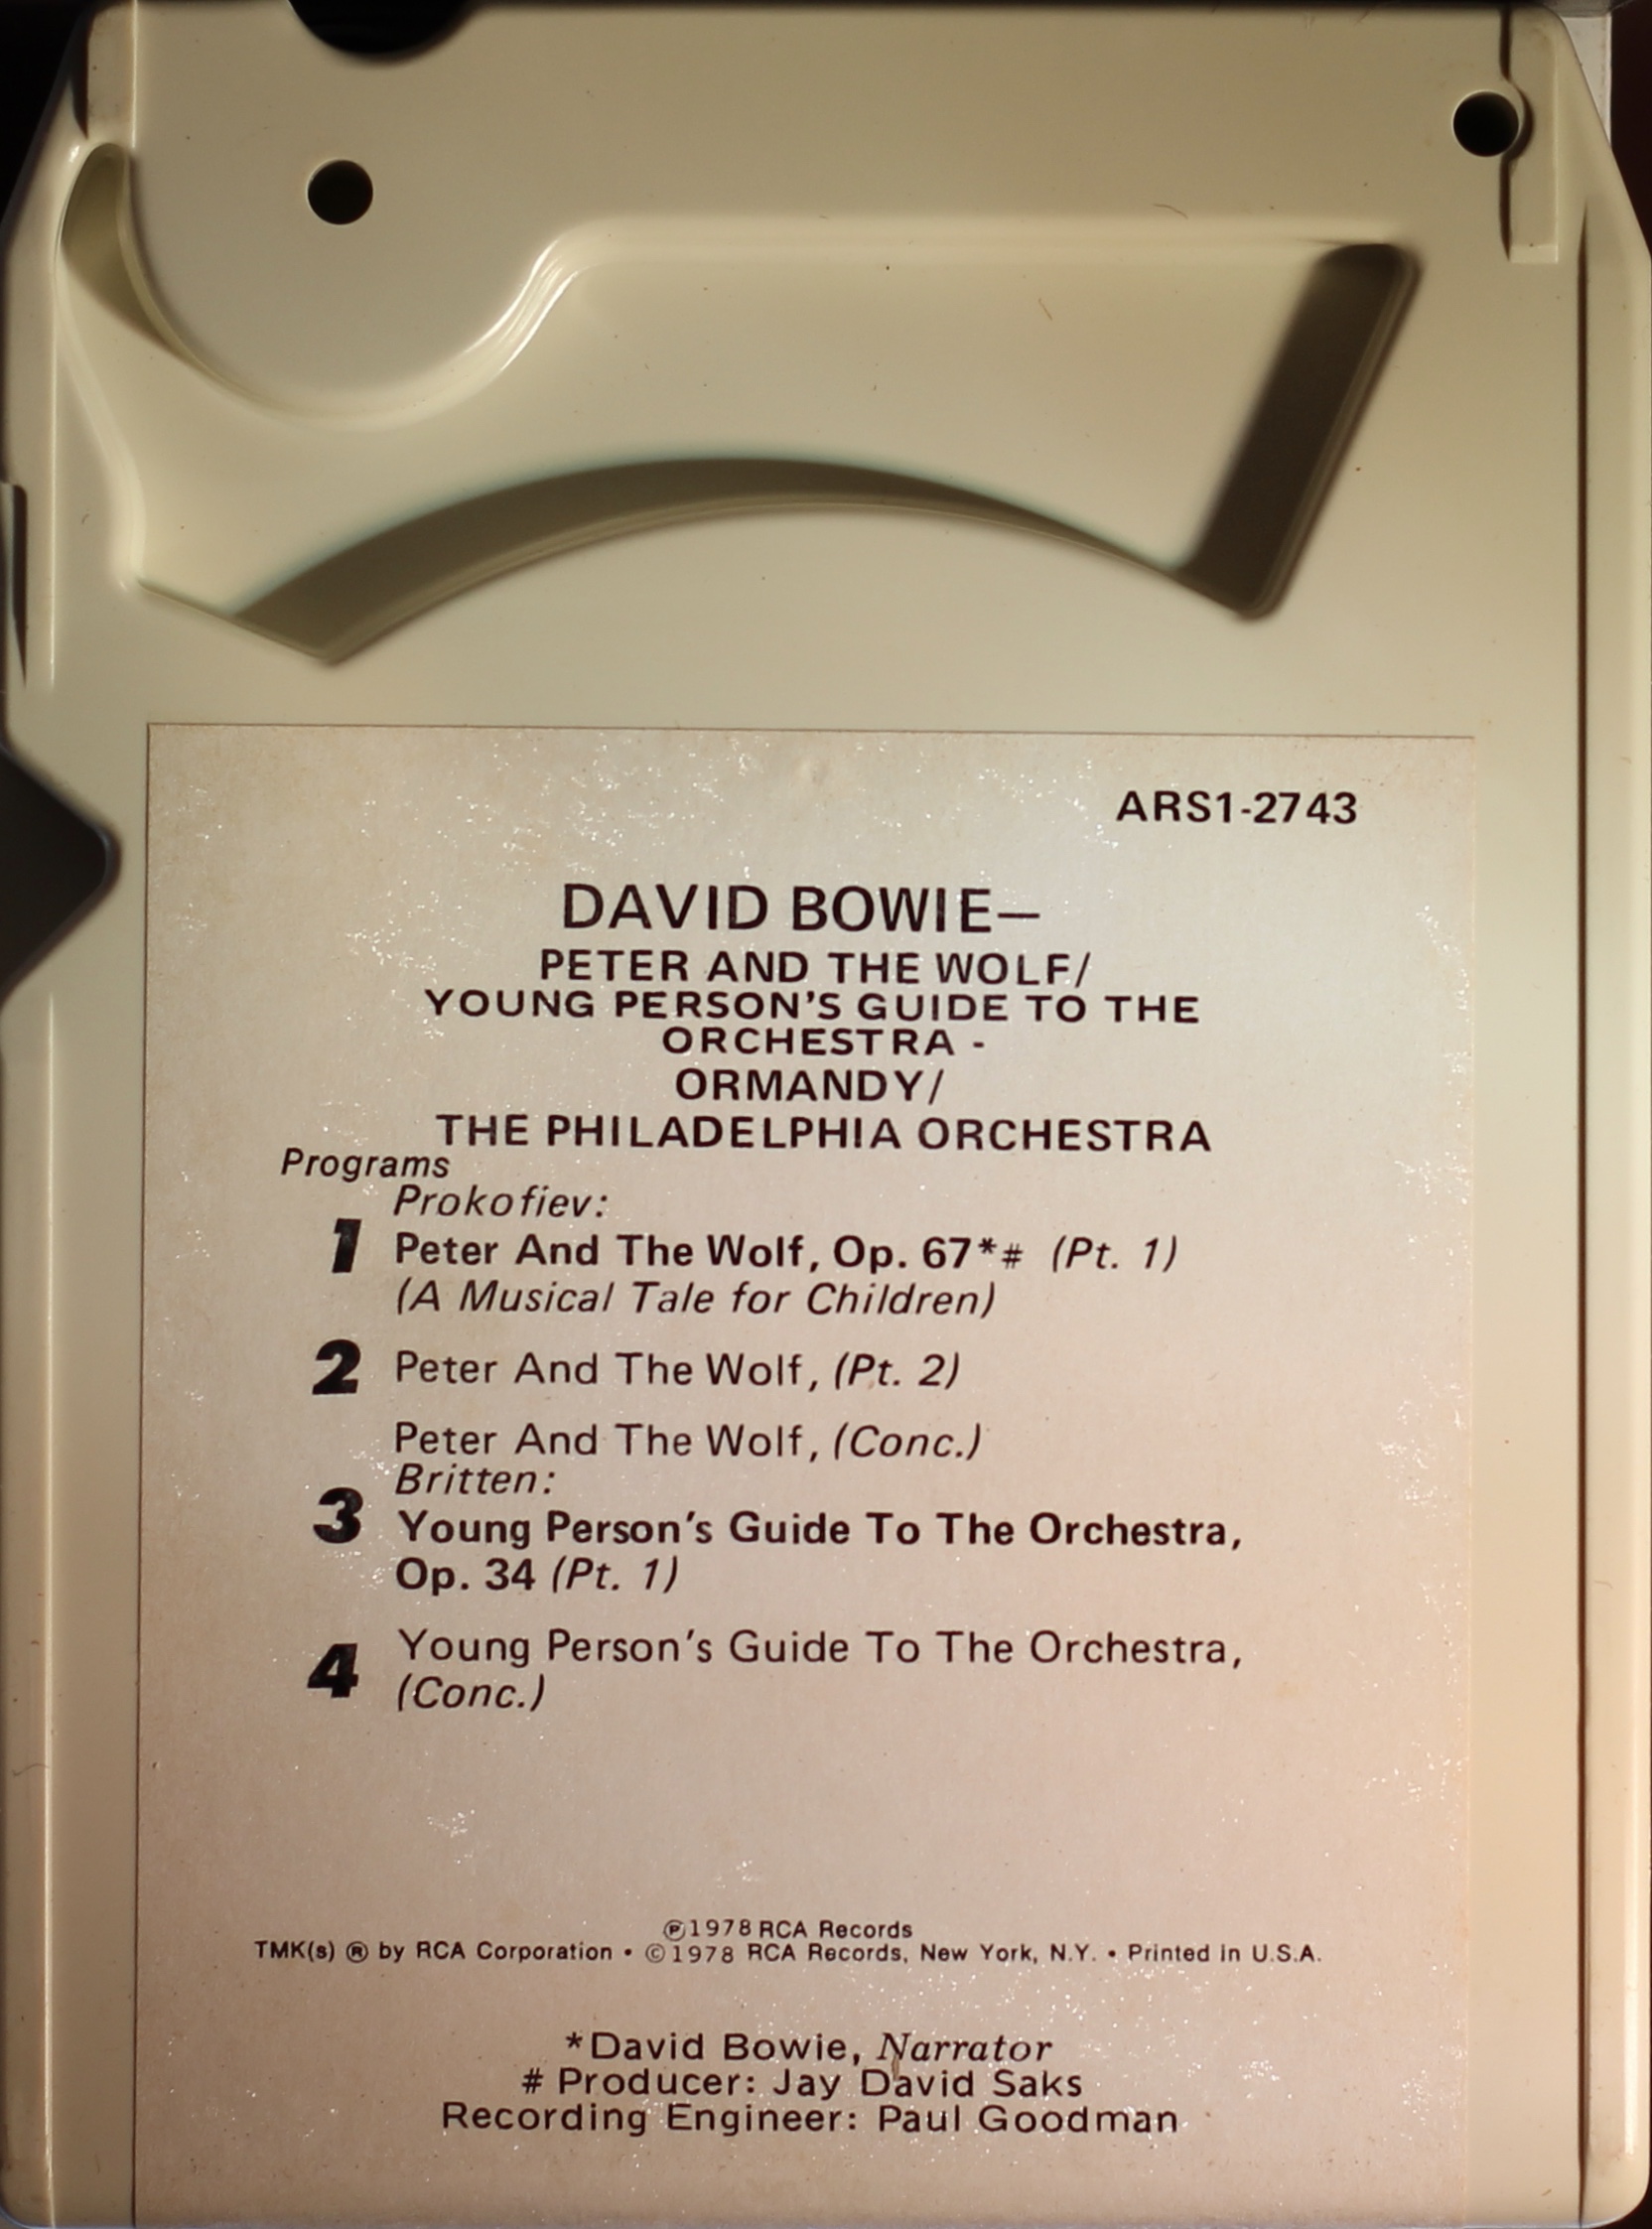 ARS1-2743
DAVID BOWIE—
PETER AND THE WOLF/
YOUNG PERSON'S GUIDE TO THE
ORCHESTRA -
ORMANDY/
THE PHILADELPHIA ORCHESTRA
Programs
Prokofiev:
1 Peter And The Wolf, Op. 67*# (Pt. 1)
(A Musical Tale for Children)
2 Peter And The Wolf, (Pt. 2)
Peter And The Wolf, (Conc.)
Britten:
3 Young Person's Guide To The Orchestra,
Op. 34 (Pt. 1)
4 Young Person's Guide To The Orchestra,
(Conc.)
℗1978 RCA Records
TMK(s) ® by RCA Corporation • ©1978 RCA Records, New York, N.Y. • Printed in U.S.A.
*David Bowie, Narrator
# Producer: Jay David Saks
Recording Engineer: Paul Goodman